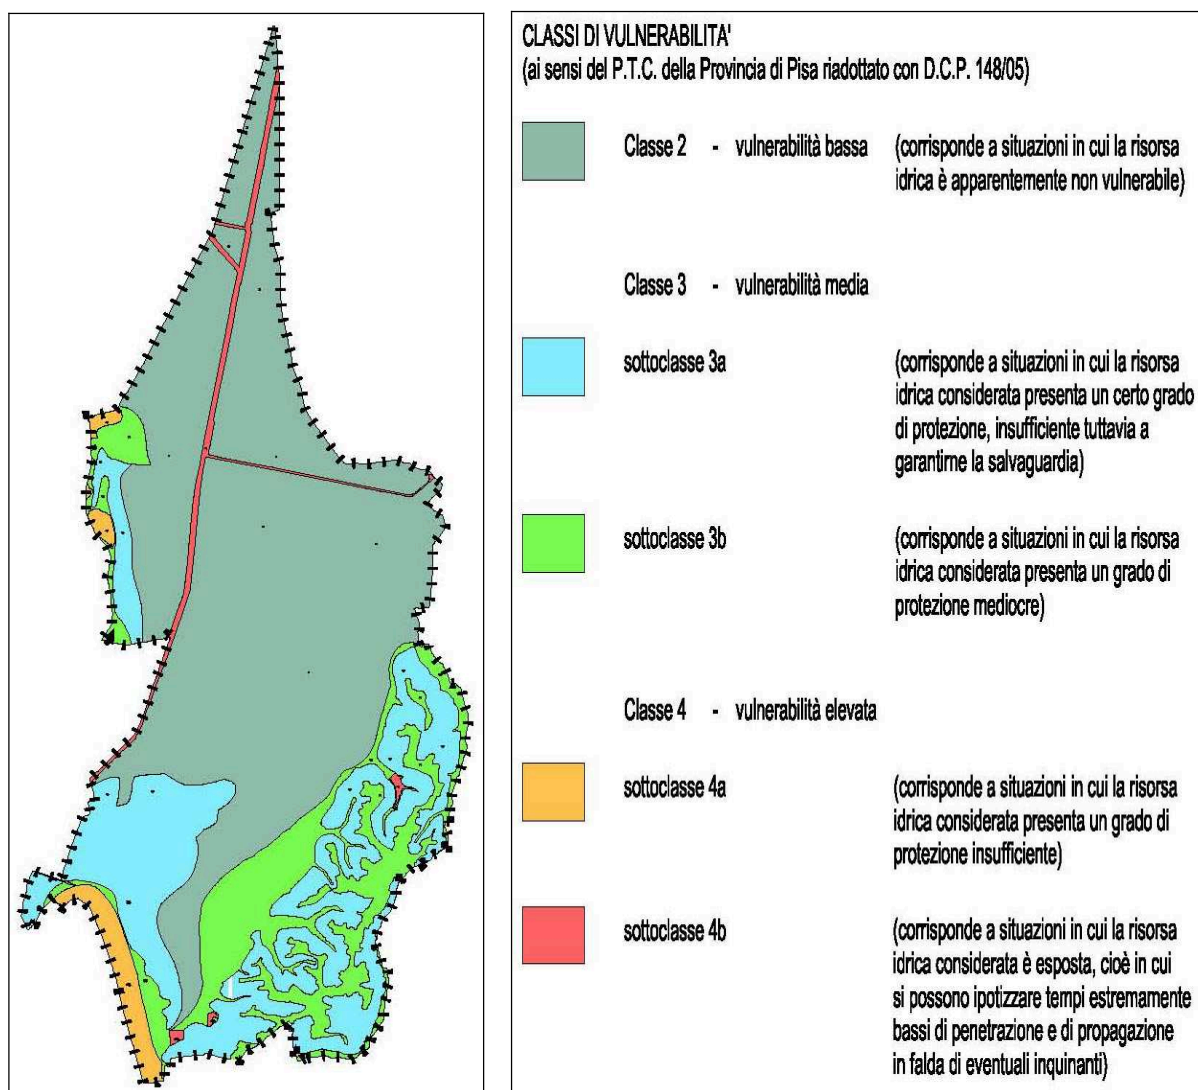 CLASSI DI VULNERABILITA'
(ai sensi del P.T.C. della Provincia di Pisa riadottato con D.C.P. 148/05)
Classe 2 - vulnerabilità bassa (corrisponde a situazioni in cui la risorsa
idrica è apparentemente non vulnerabile)
Classe 3 - vulnerabilità media
sottoclasse 3a (corrisponde a situazioni in cui la risorsa
idrica considerata presenta un certo grado
di protezione, insufficiente tuttavia a
garantirne la salvaguardia)
sottoclasse 3b (corrisponde a situazioni in cui la risorsa
idrica considerata presenta un grado di
protezione mediocre)
Classe 4 - vulnerabilità elevata
sottoclasse 4a (corrisponde a situazioni in cui la risorsa
idrica considerata presenta un grado di
protezione insufficiente)
sottoclasse 4b (corrisponde a situazioni in cui la risorsa
idrica considerata è esposta, cioè in cui
si possono ipotizzare tempi estremamente
bassi di penetrazione e di propagazione
in falda di eventuali inquinanti)